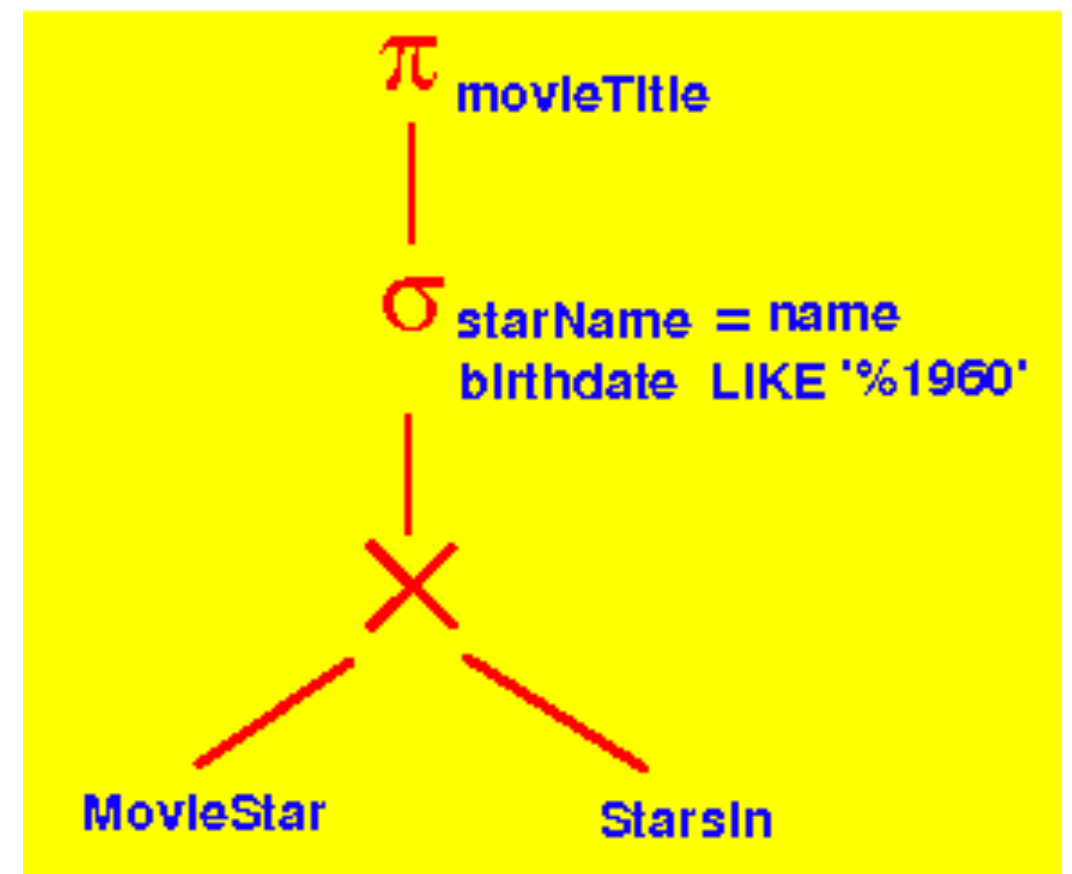 π movieTitle
σ starName = name
birthdate LIKE '%1960'
×
MovieStar StarsIn